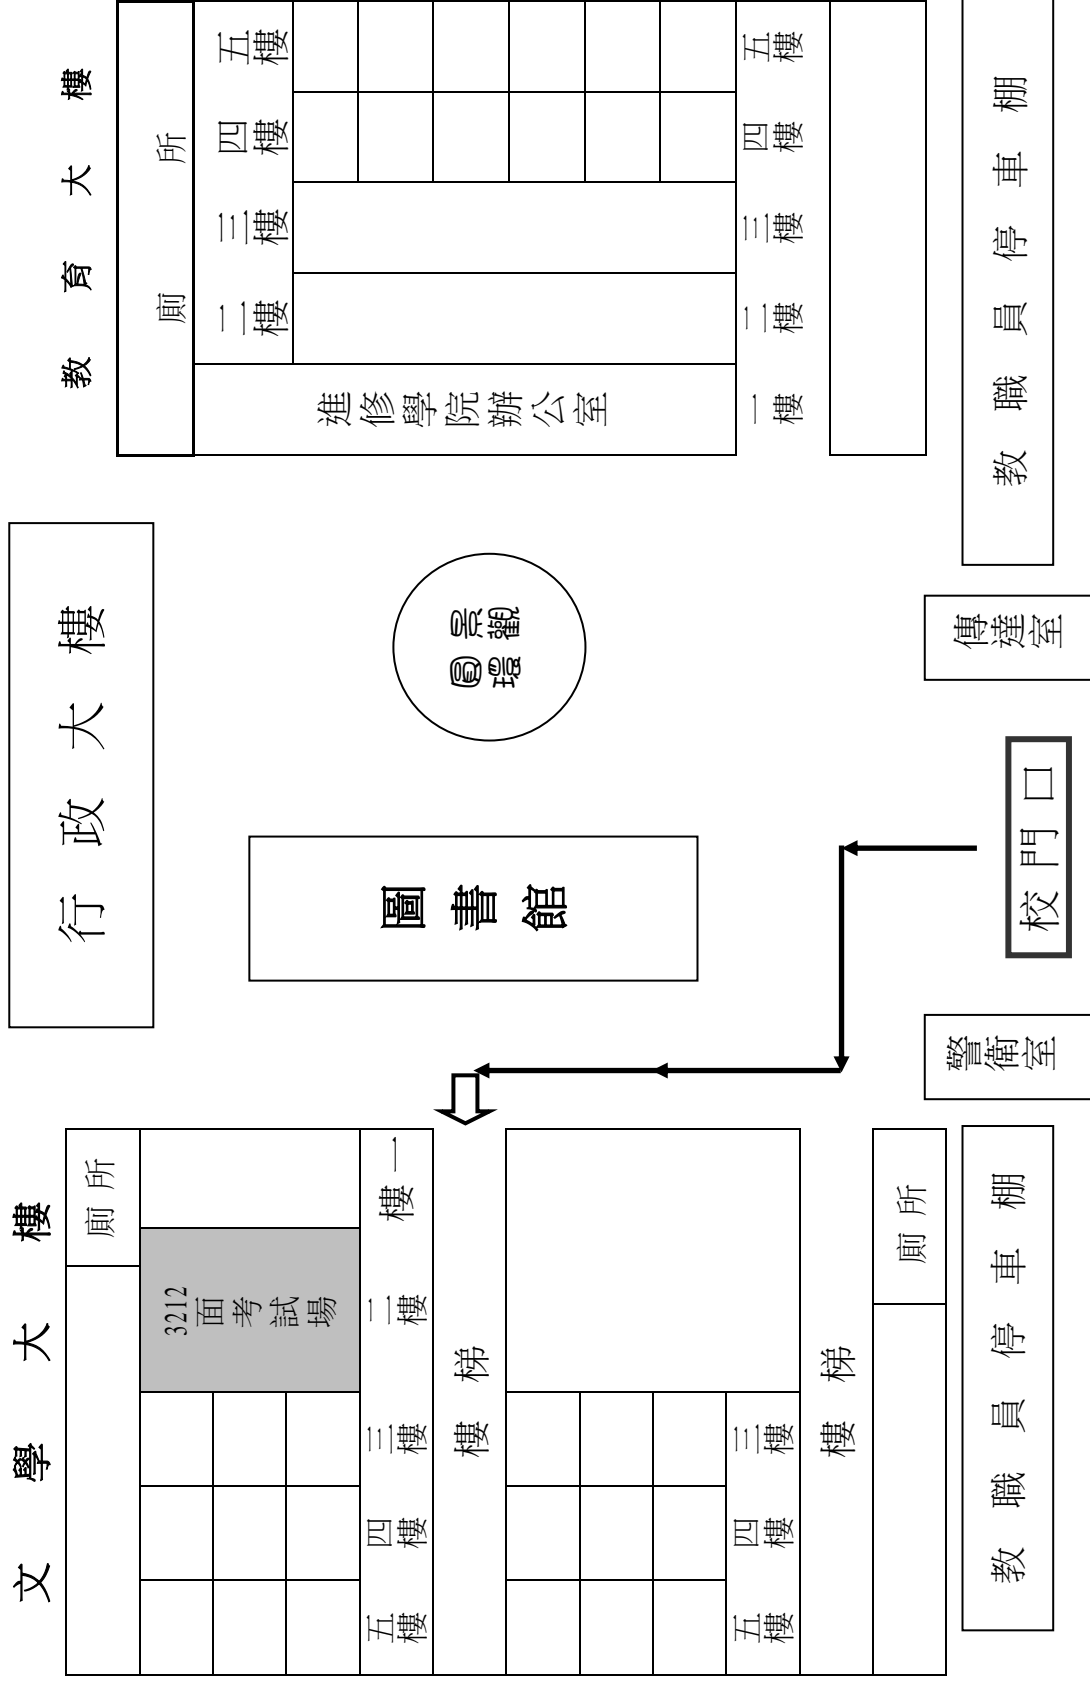 文學大樓
廁所
3212
面考試場
一樓
二樓
三樓
四樓
五樓
樓梯
三樓
四樓
五樓
樓梯
廁所
教職員停車棚
行政大樓
圖書館
景觀
圓環
警衛室
校門口
傳達室
教育大樓
廁所
二樓
三樓
四樓
五樓
進修學院辦公室
一樓
二樓
三樓
四樓
五樓
教職員停車棚